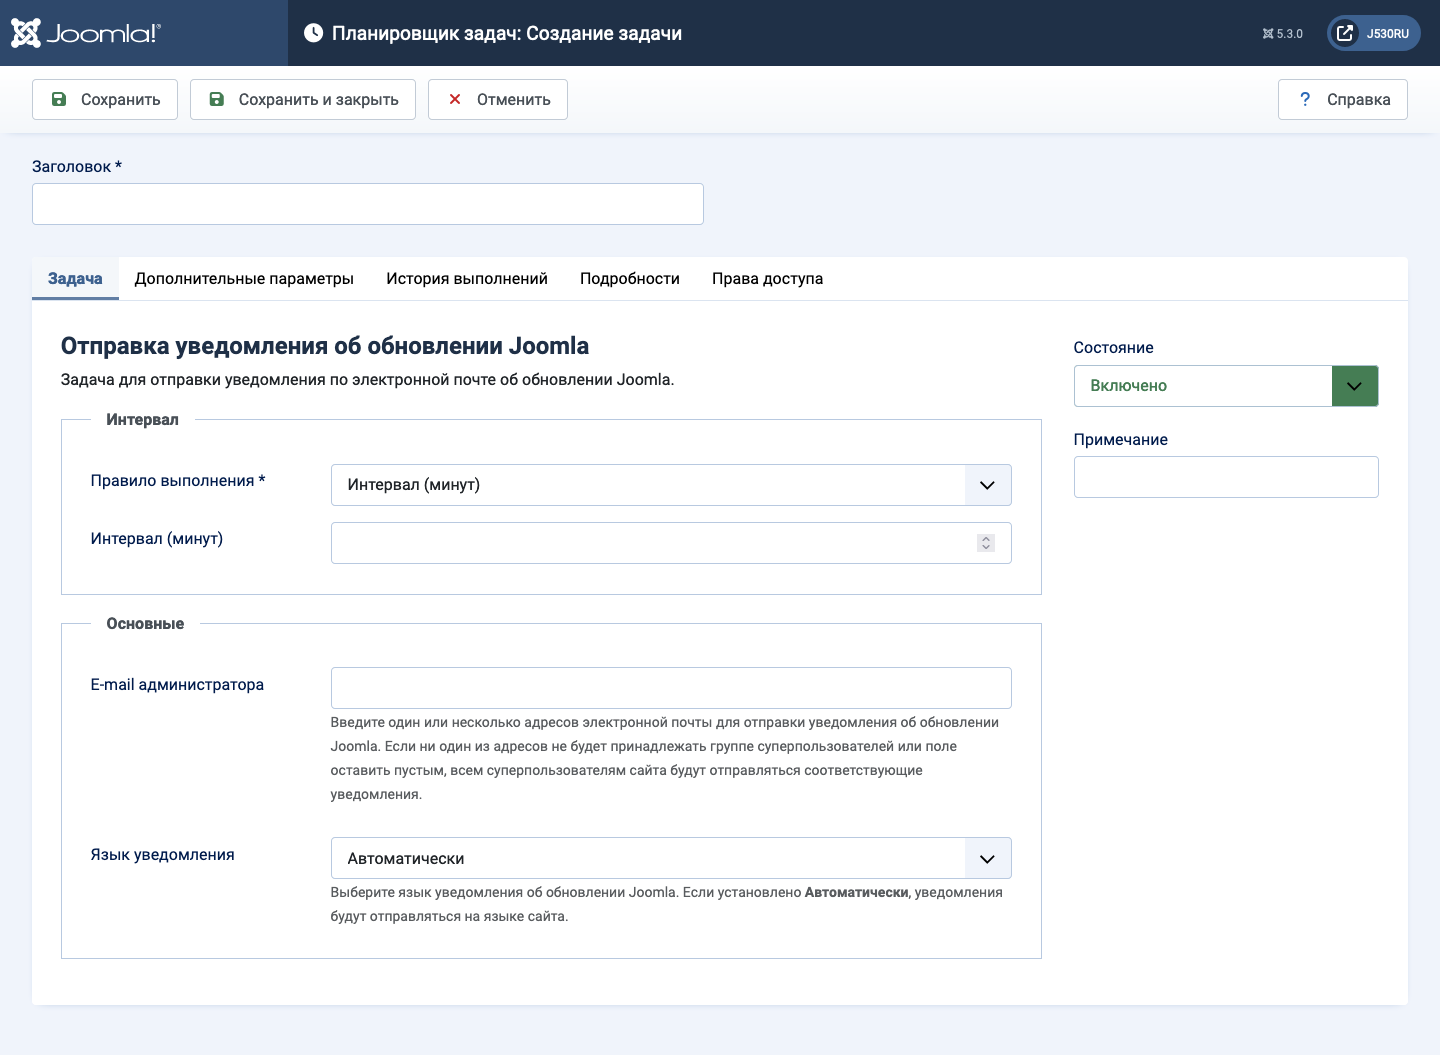 Joomla!®
Планировщик задач: Создание задачи
5.3.0
J530RU
Сохранить
Сохранить и закрыть
Отменить
? Справка
Заголовок *
Задача
Дополнительные параметры
История выполнений
Подробности
Права доступа
Отправка уведомления об обновлении Joomla
Задача для отправки уведомления по электронной почте об обновлении Joomla.
Интервал
Правило выполнения *
Интервал (минут)
Интервал (минут)
Основные
E-mail администратора
Введите один или несколько адресов электронной почты для отправки уведомления об обновлении
Joomla. Если ни один из адресов не будет принадлежать группе суперпользователей или поле
оставить пустым, всем суперпользователям сайта будут отправляться соответствующие
уведомления.
Язык уведомления
Автоматически
Выберите язык уведомления об обновлении Joomla. Если установлено Автоматически, уведомления
будут отправляться на языке сайта.
Состояние
Включено
Примечание